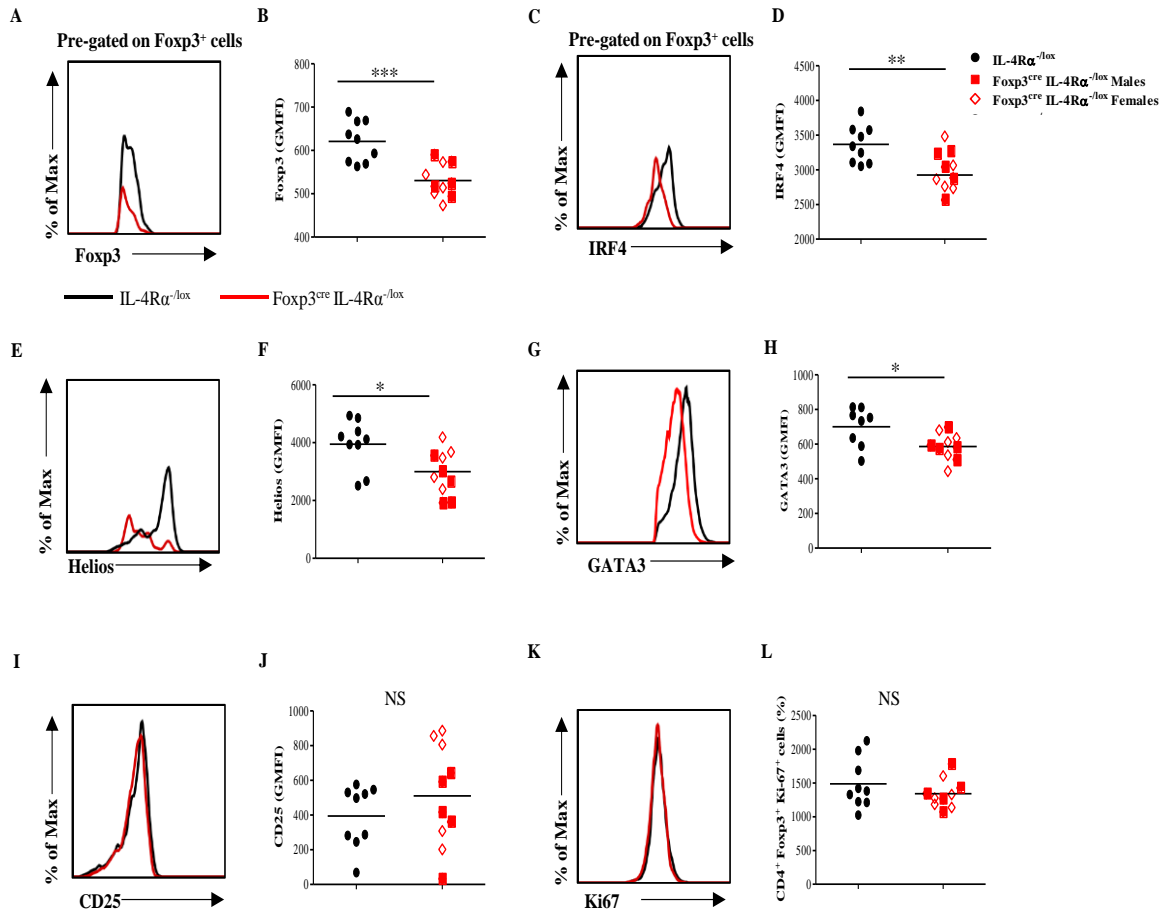 A
B
C
D
Pre-gated on Foxp3⁺ cells
% of Max
Foxp3
Foxp3 (GMFI)
800
700
600
500
400
***
Pre-gated on Foxp3⁺ cells
% of Max
IRF4
IRF4 (GMFI)
4500
4000
3500
3000
2500
2000
**
IL-4Rα⁻/ˡᵒˣ
Foxp3ᶜʳᵉ IL-4Rα⁻/ˡᵒˣ Males
Foxp3ᶜʳᵉ IL-4Rα⁻/ˡᵒˣ Females
IL-4Rα⁻/ˡᵒˣ
Foxp3ᶜʳᵉ IL-4Rα⁻/ˡᵒˣ
E
F
G
H
% of Max
Helios
Helios (GMFI)
6000
4000
2000
0
*
% of Max
GATA3
GATA3 (GMFI)
1000
800
600
400
200
0
*
I
J
K
L
% of Max
CD25
NS
CD25 (GMFI)
1000
800
600
400
200
0
% of Max
Ki67
NS
CD4⁺ Foxp3⁺ Ki-67⁺ cells (%)
2500
2000
1500
1000
500
0